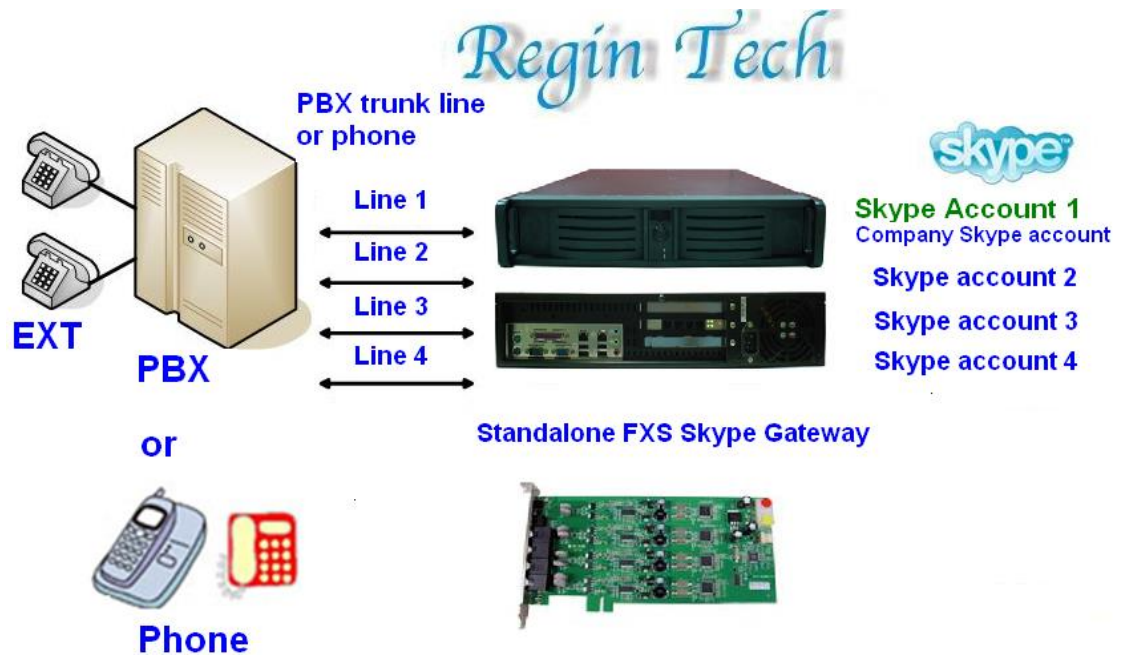 Regin Tech
PBX trunk line
or phone
Line 1
Line 2
Line 3
Line 4
EXT
PBX
skype
Skype Account 1
Company Skype account
Skype account 2
Skype account 3
Skype account 4
or
Standalone FXS Skype Gateway
Phone